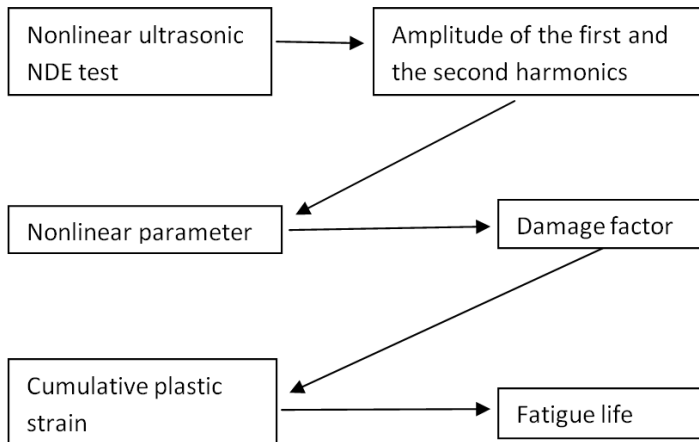 Nonlinear ultrasonic
NDE test
Amplitude of the first and
the second harmonics
Nonlinear parameter
Damage factor
Cumulative plastic
strain
Fatigue life